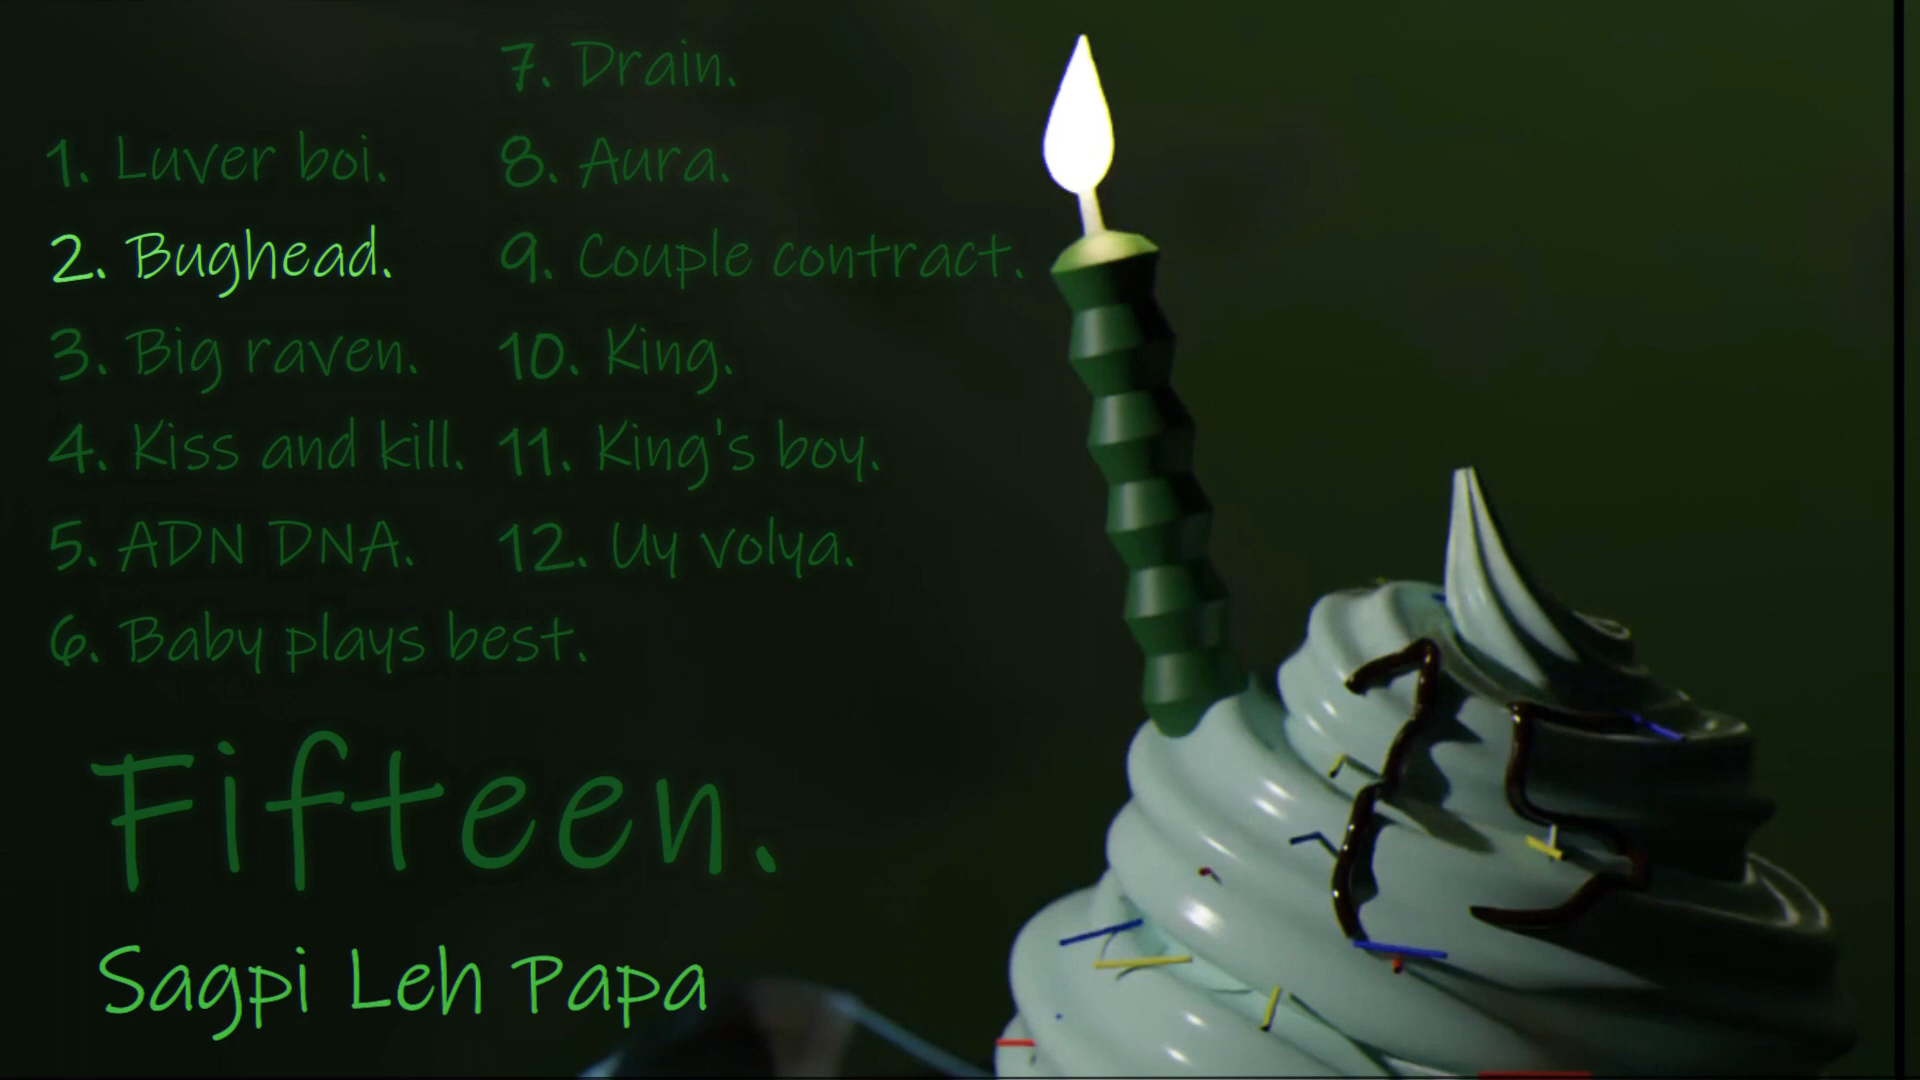 1. Luver boi.
2. Bughead.
3. Big raven.
4. Kiss and kill.
5. ADN DNA.
6. Baby plays best.
7. Drain.
8. Aura.
9. Couple contract.
10. King.
11. King's boy.
12. Uy volya.
Fifteen.
Sagpi Leh Papa
15